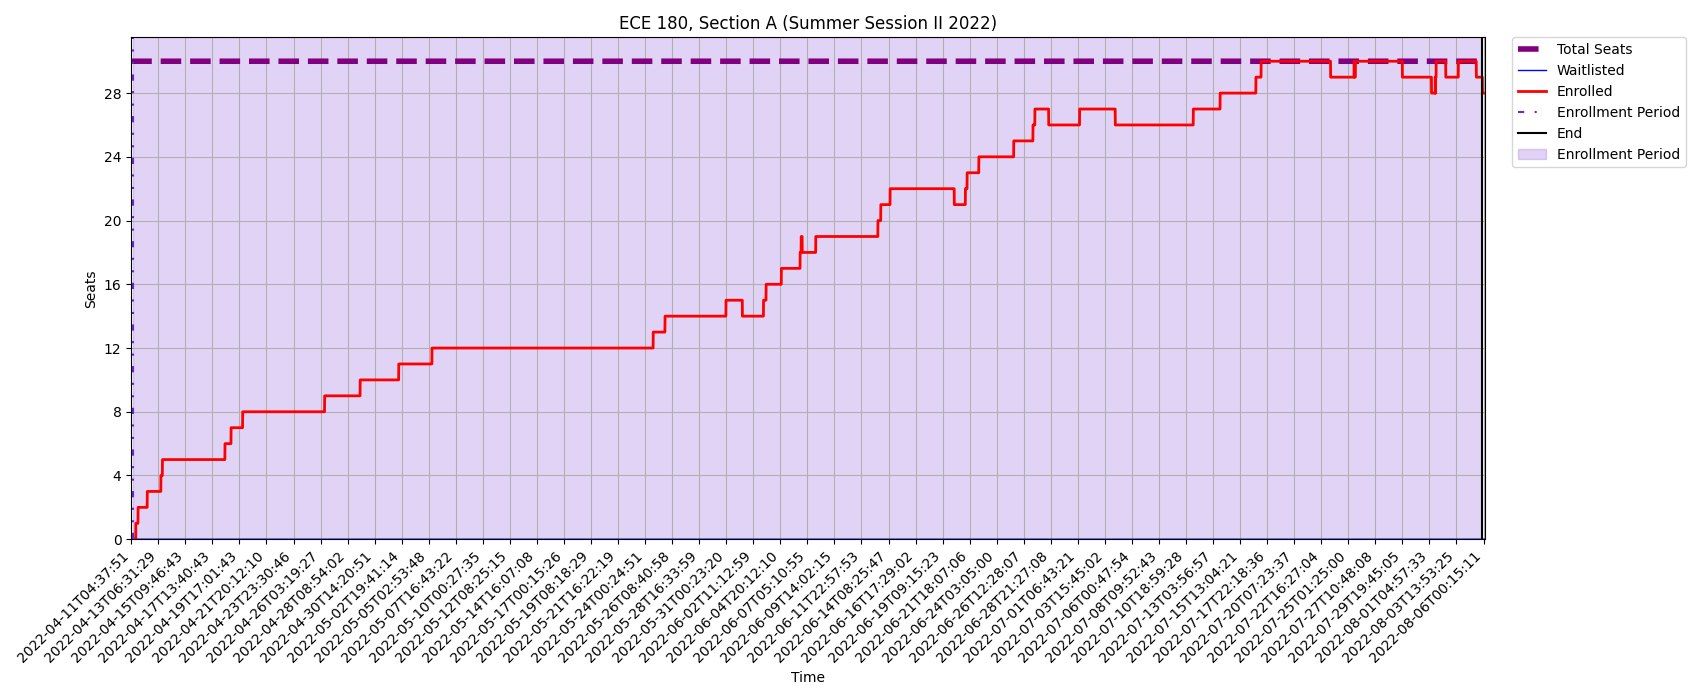 ECE 180, Section A (Summer Session II 2022)
Total Seats
Waitlisted
Enrolled
Enrollment Period
End
Enrollment Period
Seats
28
24
20
16
12
8
4
0
2022-04-11T04:37:51
2022-04-13T06:31:29
2022-04-15T09:46:43
2022-04-17T13:40:43
2022-04-19T17:01:43
2022-04-21T20:12:10
2022-04-23T23:30:46
2022-04-26T03:19:27
2022-04-28T08:54:02
2022-04-30T14:20:51
2022-05-02T19:41:14
2022-05-05T02:53:48
2022-05-07T16:43:22
2022-05-10T00:27:35
2022-05-12T08:25:15
2022-05-14T16:07:08
2022-05-17T00:15:26
2022-05-19T08:18:29
2022-05-21T16:22:19
2022-05-24T00:24:51
2022-05-26T08:40:58
2022-05-28T16:33:59
2022-05-31T00:23:20
2022-06-02T11:12:59
2022-06-04T20:12:10
2022-06-07T05:10:55
2022-06-09T14:02:15
2022-06-11T22:57:53
2022-06-14T08:25:47
2022-06-16T17:29:02
2022-06-19T09:15:23
2022-06-21T18:07:06
2022-06-24T03:05:00
2022-06-26T12:28:07
2022-06-28T21:27:08
2022-07-01T06:43:21
2022-07-03T15:45:02
2022-07-06T00:47:54
2022-07-08T09:52:43
2022-07-10T18:59:28
2022-07-13T03:56:57
2022-07-15T13:04:21
2022-07-17T22:18:36
2022-07-20T07:23:37
2022-07-22T16:27:04
2022-07-25T01:25:00
2022-07-27T10:48:08
2022-07-29T19:45:05
2022-08-01T04:57:33
2022-08-03T13:53:25
2022-08-06T00:15:11
Time